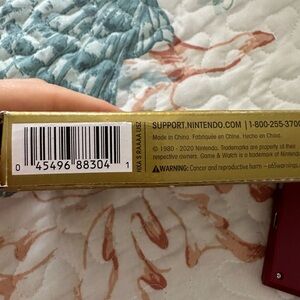 SUPPORT.NINTENDO.COM | 1-800-255-3700
Made in China. Fabriquée en Chine. Hecho en China.
© 1980 - 2020 Nintendo. Trademarks are property of their
respective owners. Game & Watch is a trademark of Nintendo.
⚠WARNING: Cancer and reproductive harm –
0 45496 88304 1